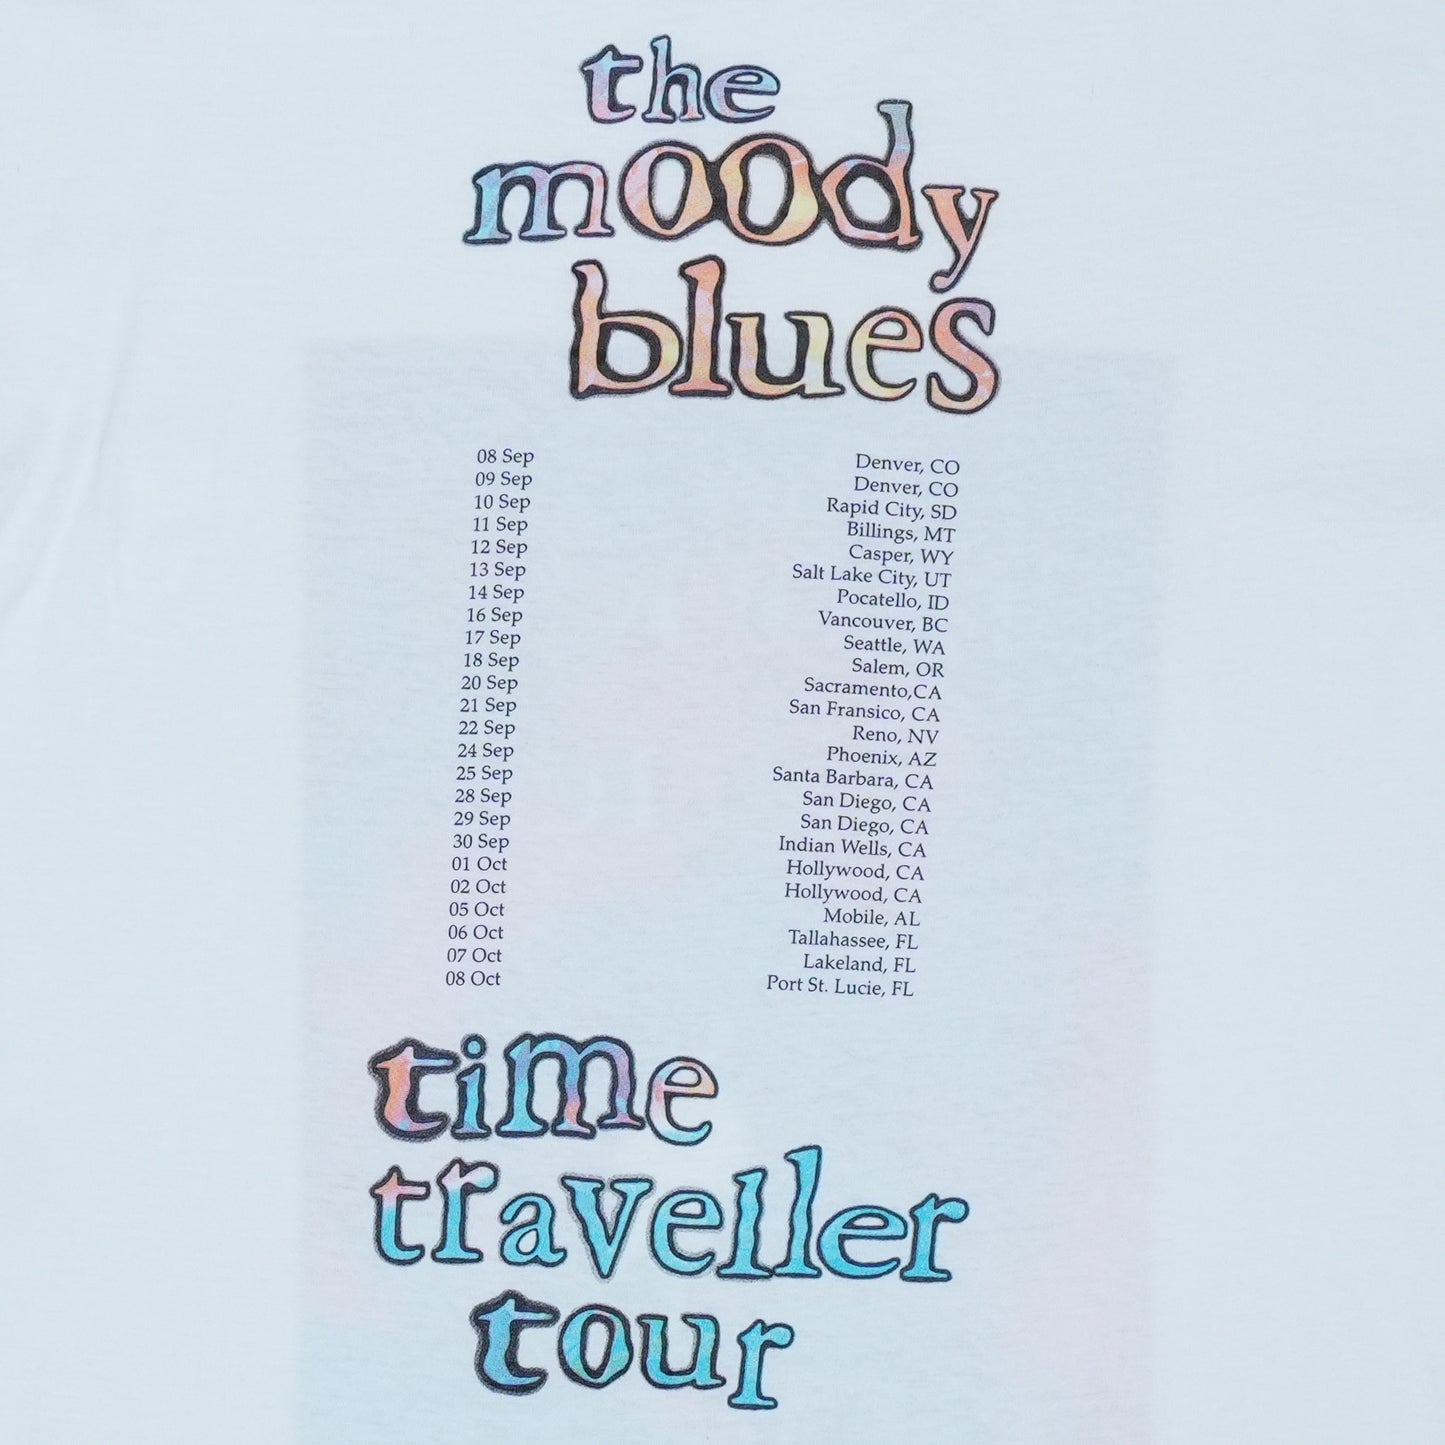 the
moody
blues
08 Sep Denver, CO
09 Sep Denver, CO
10 Sep Rapid City, SD
11 Sep Billings, MT
12 Sep Casper, WY
13 Sep Salt Lake City, UT
14 Sep Pocatello, ID
16 Sep Vancouver, BC
17 Sep Seattle, WA
18 Sep Salem, OR
20 Sep Sacramento,CA
21 Sep San Fransico, CA
22 Sep Reno, NV
24 Sep Phoenix, AZ
25 Sep Santa Barbara, CA
28 Sep San Diego, CA
29 Sep San Diego, CA
30 Sep Indian Wells, CA
01 Oct Hollywood, CA
02 Oct Hollywood, CA
05 Oct Mobile, AL
06 Oct Tallahassee, FL
07 Oct Lakeland, FL
08 Oct Port St. Lucie, FL
time
traveller
tour